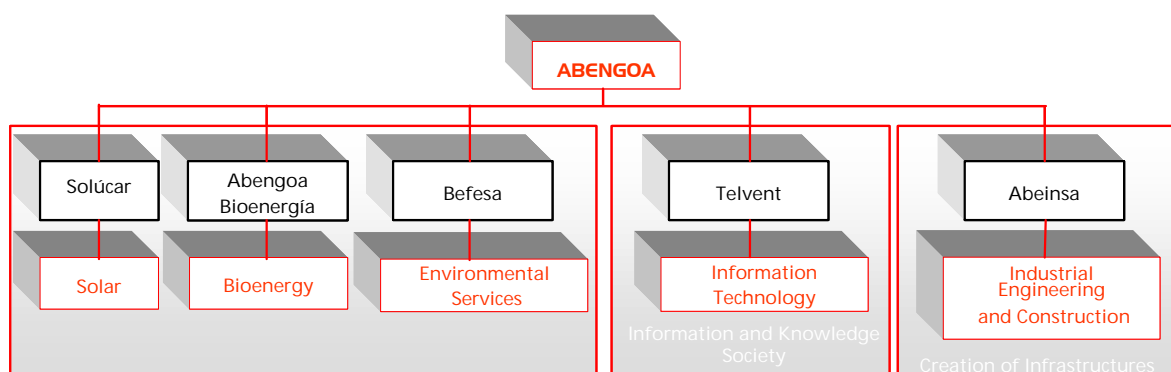 ABENGOA
Solúcar
Abengoa
Bioenergía
Befesa
Telvent
Abeinsa
Solar
Bioenergy
Environmental
Services
Information
Technology
Industrial
Engineering
and Construction
Information and Knowledge
Society
Creation of Infrastructures